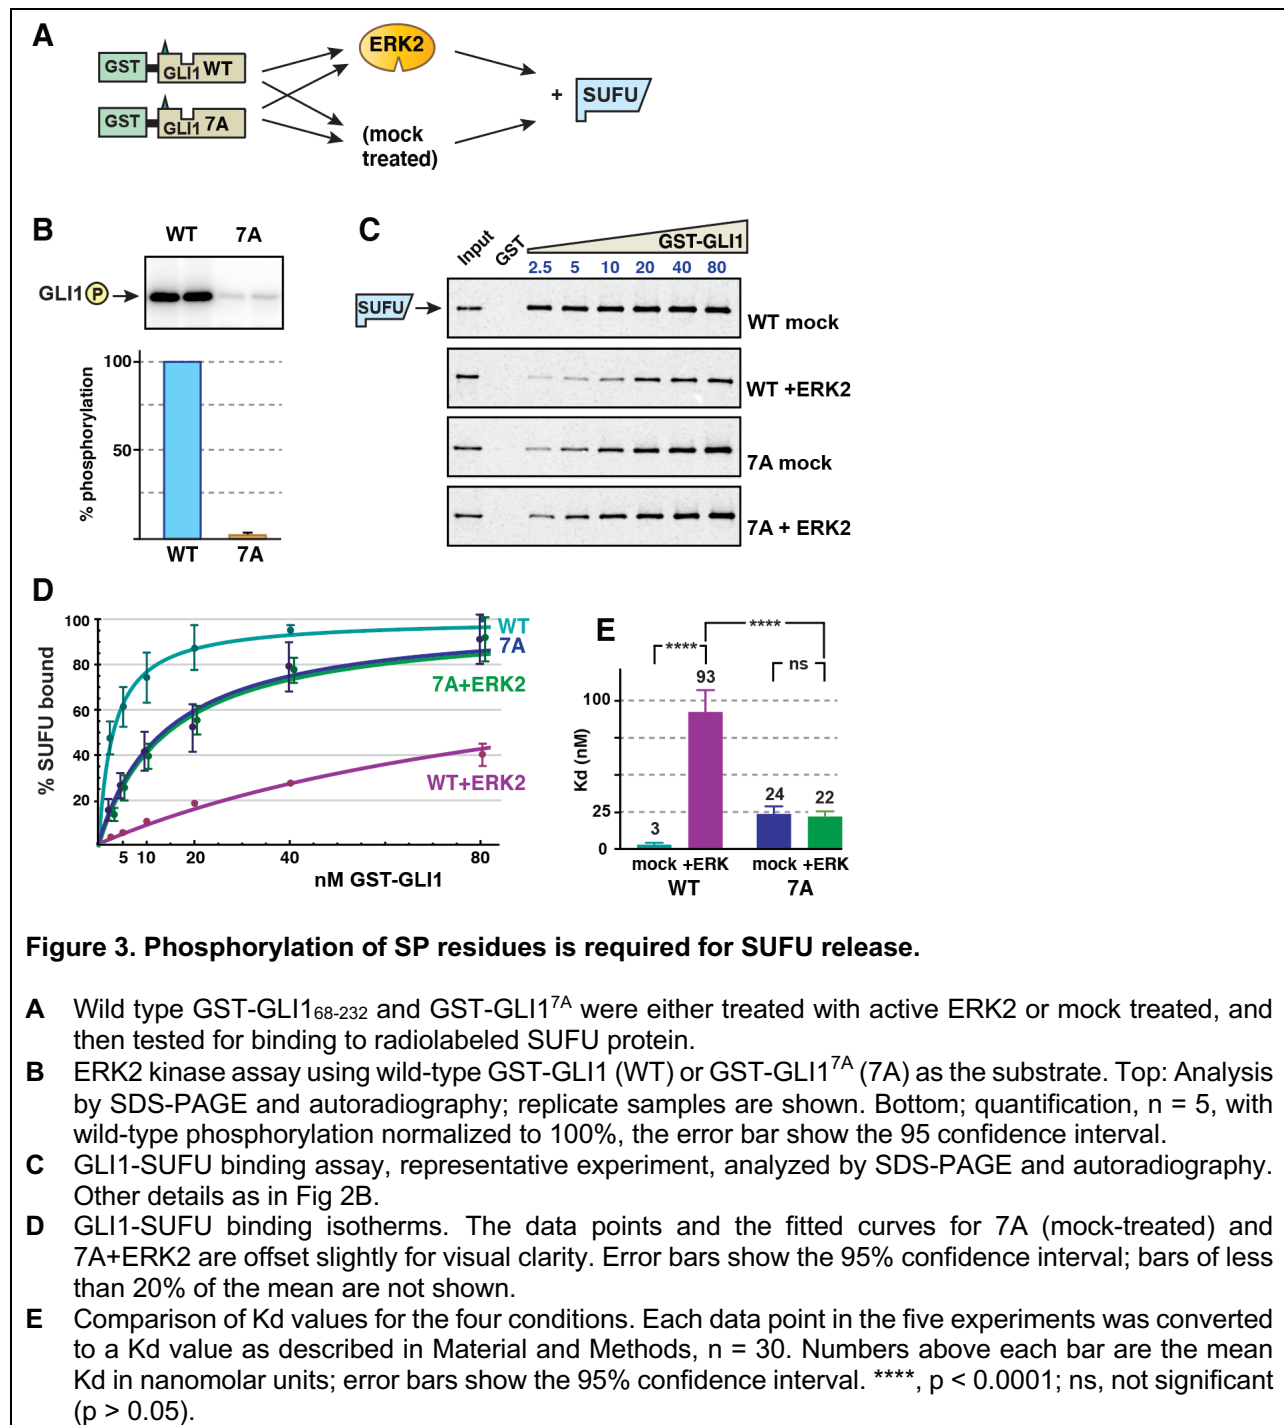 A
GST GLI1 WT
GST GLI1 7A
ERK2
(mock
treated)
+ SUFU
B
WT 7A
GLI1 P
% phosphorylation
100
50
WT 7A
C
Input GST GST-GLI1
2.5 5 10 20 40 80
SUFU
WT mock
WT +ERK2
7A mock
7A + ERK2
D
% SUFU bound
100
80
60
40
20
5 10 20 40 80
nM GST-GLI1
WT
7A
7A+ERK2
WT+ERK2
E
****
****
ns
93
3
24
22
Kd (nM)
100
25
0
mock +ERK mock +ERK
WT 7A
Figure 3. Phosphorylation of SP residues is required for SUFU release.
A Wild type GST-GLI168-232 and GST-GLI17A were either treated with active ERK2 or mock treated, and
then tested for binding to radiolabeled SUFU protein.
B ERK2 kinase assay using wild-type GST-GLI1 (WT) or GST-GLI17A (7A) as the substrate. Top: Analysis
by SDS-PAGE and autoradiography; replicate samples are shown. Bottom; quantification, n = 5, with
wild-type phosphorylation normalized to 100%, the error bar show the 95 confidence interval.
C GLI1-SUFU binding assay, representative experiment, analyzed by SDS-PAGE and autoradiography.
Other details as in Fig 2B.
D GLI1-SUFU binding isotherms. The data points and the fitted curves for 7A (mock-treated) and
7A+ERK2 are offset slightly for visual clarity. Error bars show the 95% confidence interval; bars of less
than 20% of the mean are not shown.
E Comparison of Kd values for the four conditions. Each data point in the five experiments was converted
to a Kd value as described in Material and Methods, n = 30. Numbers above each bar are the mean
Kd in nanomolar units; error bars show the 95% confidence interval. ****, p < 0.0001; ns, not significant
(p > 0.05).